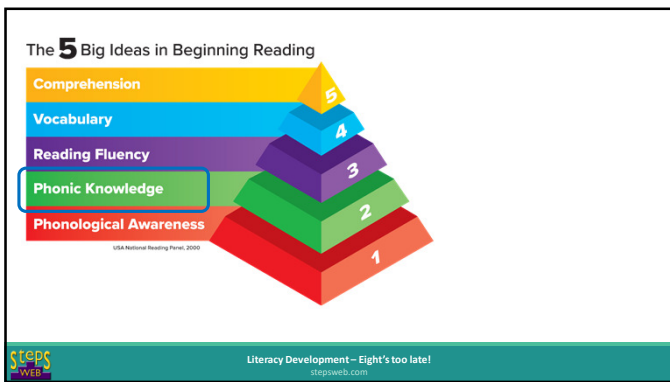 The 5 Big Ideas in Beginning Reading
Comprehension
5
Vocabulary
4
Reading Fluency
3
Phonic Knowledge
2
Phonological Awareness
1
USA National Reading Panel, 2000
Literacy Development – Eight's too late!
stepsweb.com
StepS
WEB